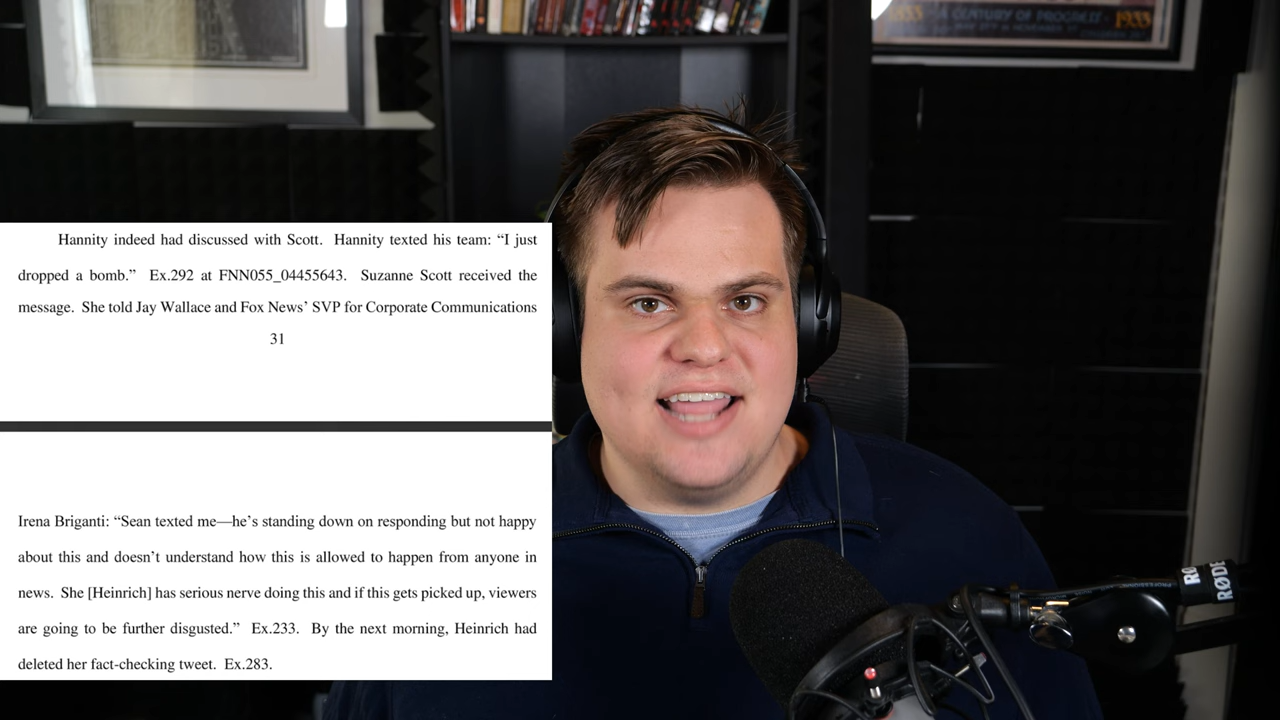 1833 A CENTURY OF PROGRESS 1933
Hannity indeed had discussed with Scott. Hannity texted his team: “I just
dropped a bomb.” Ex.292 at FNN055_04455643. Suzanne Scott received the
message. She told Jay Wallace and Fox News’ SVP for Corporate Communications
31
Irena Briganti: “Sean texted me—he’s standing down on responding but not happy
about this and doesn’t understand how this is allowed to happen from anyone in
news. She [Heinrich] has serious nerve doing this and if this gets picked up, viewers
are going to be further disgusted.” Ex.233. By the next morning, Heinrich had
deleted her fact-checking tweet. Ex.283.
RØDE